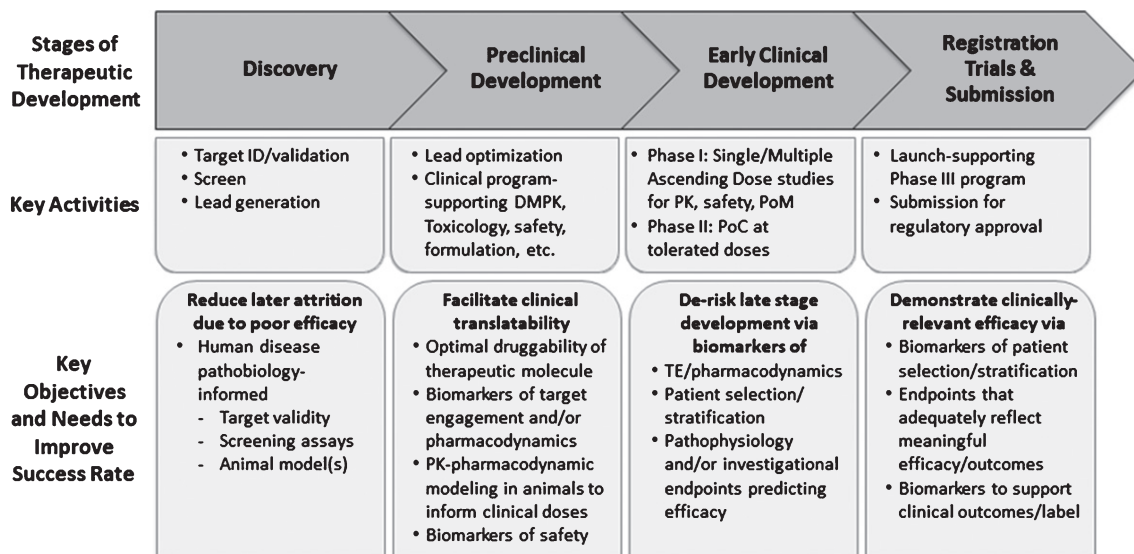 Stages of
Therapeutic
Development
Discovery
Preclinical
Development
Early Clinical
Development
Registration
Trials &
Submission
Key Activities
• Target ID/validation
• Screen
• Lead generation
• Lead optimization
• Clinical program-
supporting DMPK,
Toxicology, safety,
formulation, etc.
• Phase I: Single/Multiple
Ascending Dose studies
for PK, safety, PoM
• Phase II: PoC at
tolerated doses
• Launch-supporting
Phase III program
• Submission for
regulatory approval
Key
Objectives
and Needs to
Improve
Success Rate
Reduce later attrition
due to poor efficacy
• Human disease
pathobiology-
informed
- Target validity
- Screening assays
- Animal model(s)
Facilitate clinical
translatability
• Optimal druggability of
therapeutic molecule
• Biomarkers of target
engagement and/or
pharmacodynamics
• PK-pharmacodynamic
modeling in animals to
inform clinical doses
• Biomarkers of safety
De-risk late stage
development via
biomarkers of
• TE/pharmacodynamics
• Patient selection/
stratification
• Pathophysiology
and/or investigational
endpoints predicting
efficacy
Demonstrate clinically-
relevant efficacy via
• Biomarkers of patient
selection/stratification
• Endpoints that
adequately reflect
meaningful
efficacy/outcomes
• Biomarkers to support
clinical outcomes/label